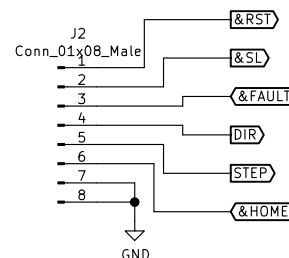 J2
Conn_01x08_Male
1
2
3
4
5
6
7
8
&RST
&SL
&FAULT
DIR
STEP
&HOME
GND